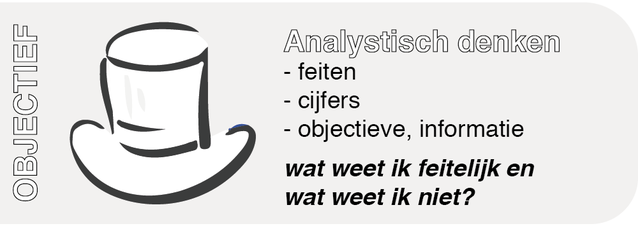 OBJECTIEF
Analystisch denken
- feiten
- cijfers
- objectieve, informatie
wat weet ik feitelijk en
wat weet ik niet?